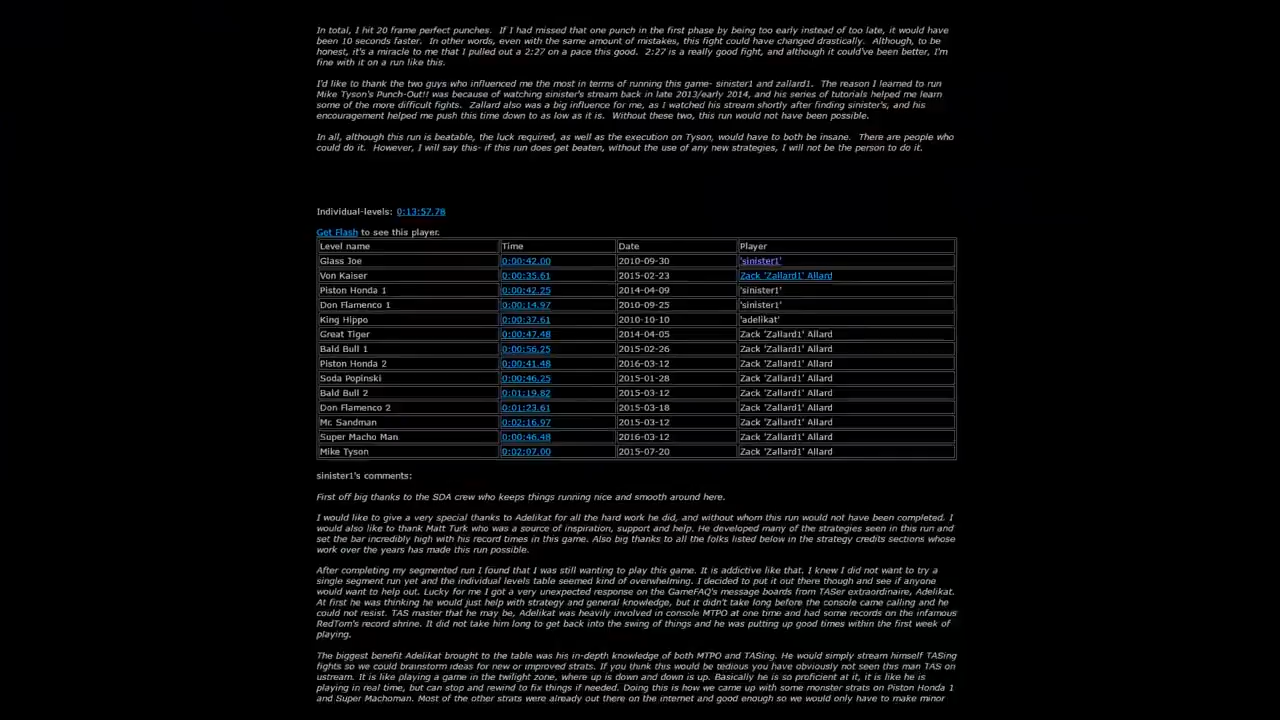 In total, I hit 20 frame perfect punches.  If I had missed that one punch in the first phase by being too early instead of too late, it would have
been 10 seconds faster.  In other words, even with the same amount of mistakes, this fight could have changed drastically.  Although, to be
honest, it's a miracle to me that I pulled out a 2:27 on a pace this good.  2:27 is a really good fight, and although it could've been better, I'm
fine with it on a run like this.
I'd like to thank the two guys who influenced me the most in terms of running this game- sinister1 and zallard1.  The reason I learned to run
Mike Tyson's Punch-Out!! was because of watching sinister's stream back in late 2013/early 2014, and his series of tutorials helped me learn
some of the more difficult fights.  Zallard also was a big influence for me, as I watched his stream shortly after finding sinister's, and his
encouragement helped me push this time down to as low as it is.  Without these two, this run would not have been possible.
In all, although this run is beatable, the luck required, as well as the execution on Tyson, would have to both be insane.  There are people who
could do it.  However, I will say this- if this run does get beaten, without the use of any new strategies, I will not be the person to do it.
Individual-levels: 0:13:57.78
Get Flash to see this player.
Level name Time Date Player
Glass Joe 0:00:42.00 2010-09-30 'sinister1'
Von Kaiser 0:00:35.61 2015-02-23 Zack 'Zallard1' Allard
Piston Honda 1 0:00:42.25 2014-04-09 'sinister1'
Don Flamenco 1 0:00:14.97 2010-09-25 'sinister1'
King Hippo 0:00:37.61 2010-10-10 'adelikat'
Great Tiger 0:00:47.48 2014-04-05 Zack 'Zallard1' Allard
Bald Bull 1 0:00:56.25 2015-02-26 Zack 'Zallard1' Allard
Piston Honda 2 0:00:41.48 2016-03-12 Zack 'Zallard1' Allard
Soda Popinski 0:00:46.25 2015-01-28 Zack 'Zallard1' Allard
Bald Bull 2 0:01:19.82 2015-03-12 Zack 'Zallard1' Allard
Don Flamenco 2 0:01:23.61 2015-03-18 Zack 'Zallard1' Allard
Mr. Sandman 0:02:16.97 2015-03-12 Zack 'Zallard1' Allard
Super Macho Man 0:00:46.48 2016-03-12 Zack 'Zallard1' Allard
Mike Tyson 0:02:07.00 2015-07-20 Zack 'Zallard1' Allard
sinister1's comments:
First off big thanks to the SDA crew who keeps things running nice and smooth around here.
I would like to give a very special thanks to Adelikat for all the hard work he did, and without whom this run would not have been completed. I
would also like to thank Matt Turk who was a source of inspiration, support and help. He developed many of the strategies seen in this run and
set the bar incredibly high with his record times in this game. Also big thanks to all the folks listed below in the strategy credits sections whose
work over the years has made this run possible.
After completing my segmented run I found that I was still wanting to play this game. It is addictive like that. I knew I did not want to try a
single segment run yet and the individual levels table seemed kind of overwhelming. I decided to put it out there though and see if anyone
would want to help out. Lucky for me I got a very unexpected response on the GameFAQ's message boards from TASer extraordinaire, Adelikat.
At first he was thinking he would just help with strategy and general knowledge, but it didn't take long before the console came calling and he
could not resist. TAS master that he may be, Adelikat was heavily involved in console MTPO at one time and had some records on the infamous
RedTom's record shrine. It did not take him long to get back into the swing of things and he was putting up good times within the first week of
playing.
The biggest benefit Adelikat brought to the table was his in-depth knowledge of both MTPO and TASing. He would simply stream himself TASing
fights so we could brainstorm ideas for new or improved strats. If you think this would be tedious you have obviously not seen this man TAS on
ustream. It is like playing a game in the twilight zone, where up is down and down is up. Basically he is so proficient at it, it is like he is
playing in real time, but can stop and rewind to fix things if needed. Doing this is how we came up with some monster strats on Piston Honda 1
and Super Machoman. Most of the other strats were already out there on the internet and good enough so we would only have to make minor